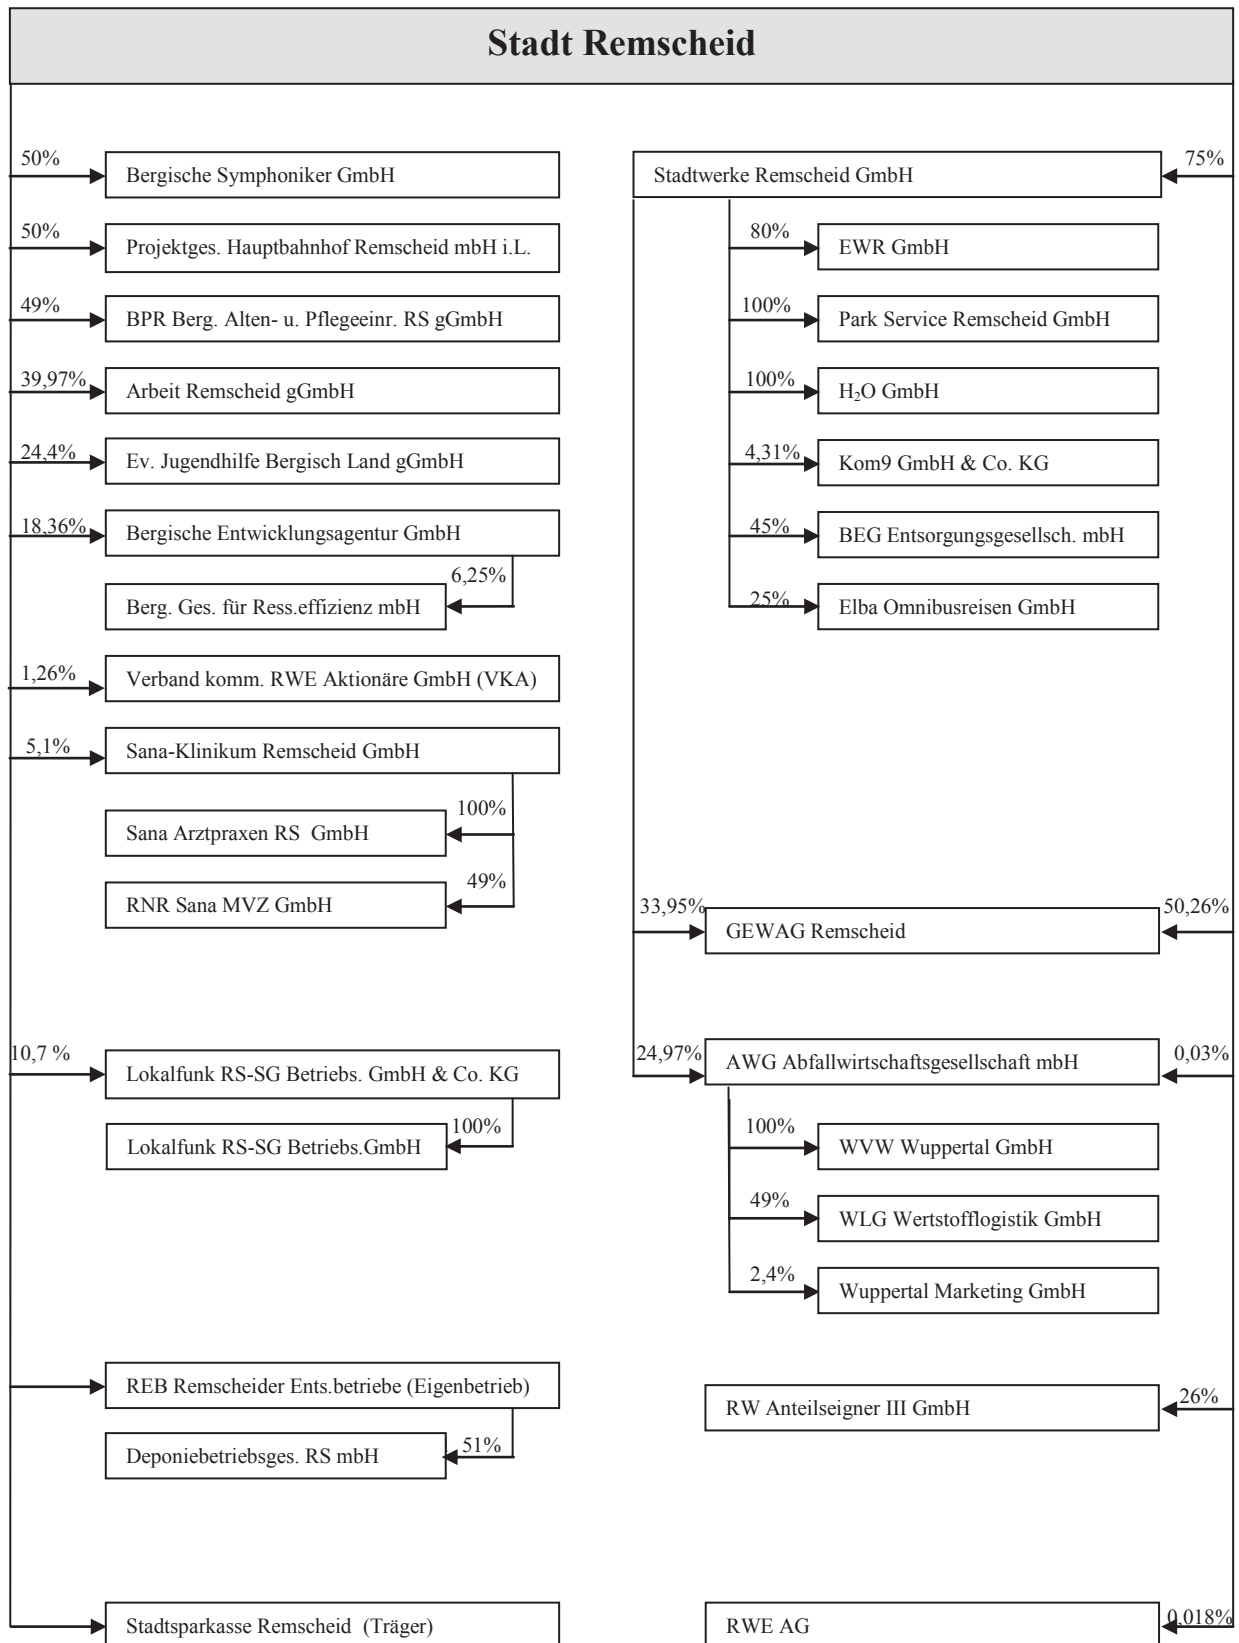 Stadt Remscheid
50%
Bergische Symphoniker GmbH
50%
Projektges. Hauptbahnhof Remscheid mbH i.L.
49%
BPR Berg. Alten- u. Pflegeeinr. RS gGmbH
39,97%
Arbeit Remscheid gGmbH
24,4%
Ev. Jugendhilfe Bergisch Land gGmbH
18,36%
Bergische Entwicklungsagentur GmbH
6,25%
Berg. Ges. für Ress.effizienz mbH
1,26%
Verband komm. RWE Aktionäre GmbH (VKA)
5,1%
Sana-Klinikum Remscheid GmbH
100%
Sana Arztpraxen RS GmbH
49%
RNR Sana MVZ GmbH
10,7 %
Lokalfunk RS-SG Betriebs. GmbH & Co. KG
100%
Lokalfunk RS-SG Betriebs.GmbH
REB Remscheider Ents.betriebe (Eigenbetrieb)
51%
Deponiebetriebsges. RS mbH
Stadtsparkasse Remscheid (Träger)
75%
Stadtwerke Remscheid GmbH
80%
EWR GmbH
100%
Park Service Remscheid GmbH
100%
H₂O GmbH
4,31%
Kom9 GmbH & Co. KG
45%
BEG Entsorgungsgesellsch. mbH
25%
Elba Omnibusreisen GmbH
33,95%
GEWAG Remscheid
50,26%
24,97%
AWG Abfallwirtschaftsgesellschaft mbH
0,03%
100%
WVW Wuppertal GmbH
49%
WLG Wertstofflogistik GmbH
2,4%
Wuppertal Marketing GmbH
RW Anteilseigner III GmbH
26%
RWE AG
0,018%